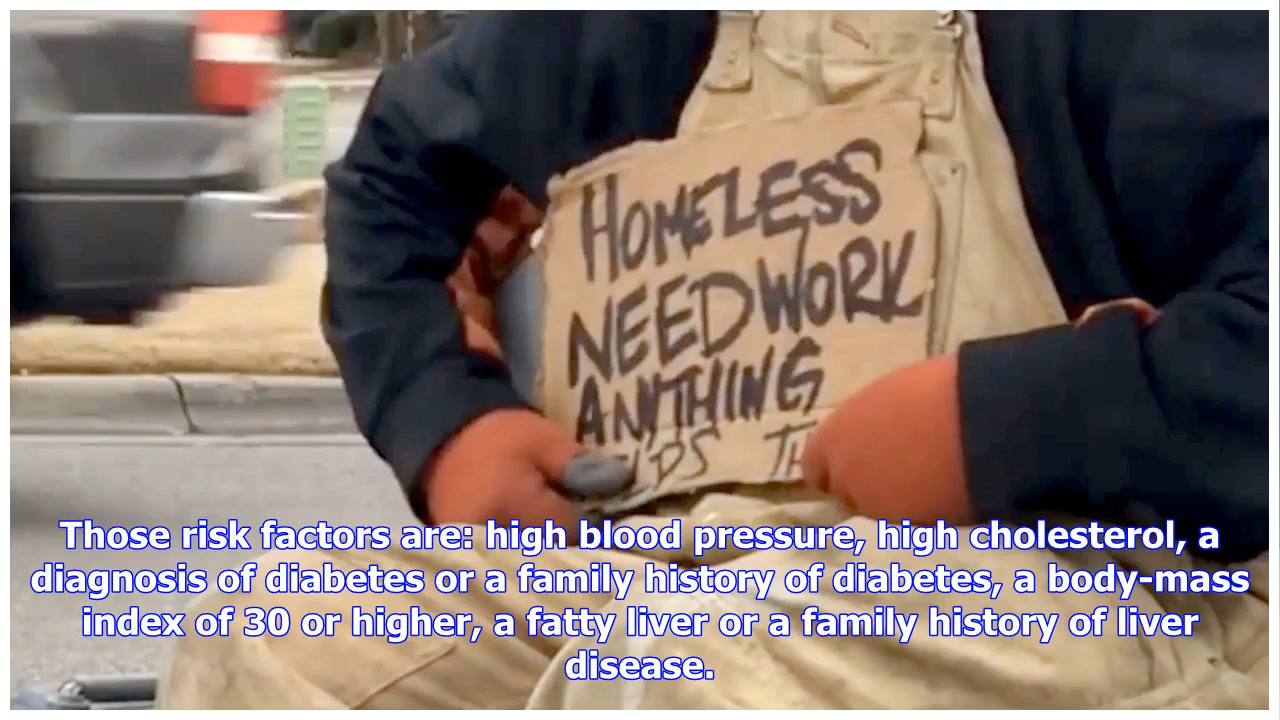 HOMELESS
NEED WORK
ANYTHING
Those risk factors are: high blood pressure, high cholesterol, a
diagnosis of diabetes or a family history of diabetes, a body-mass
index of 30 or higher, a fatty liver or a family history of liver
disease.